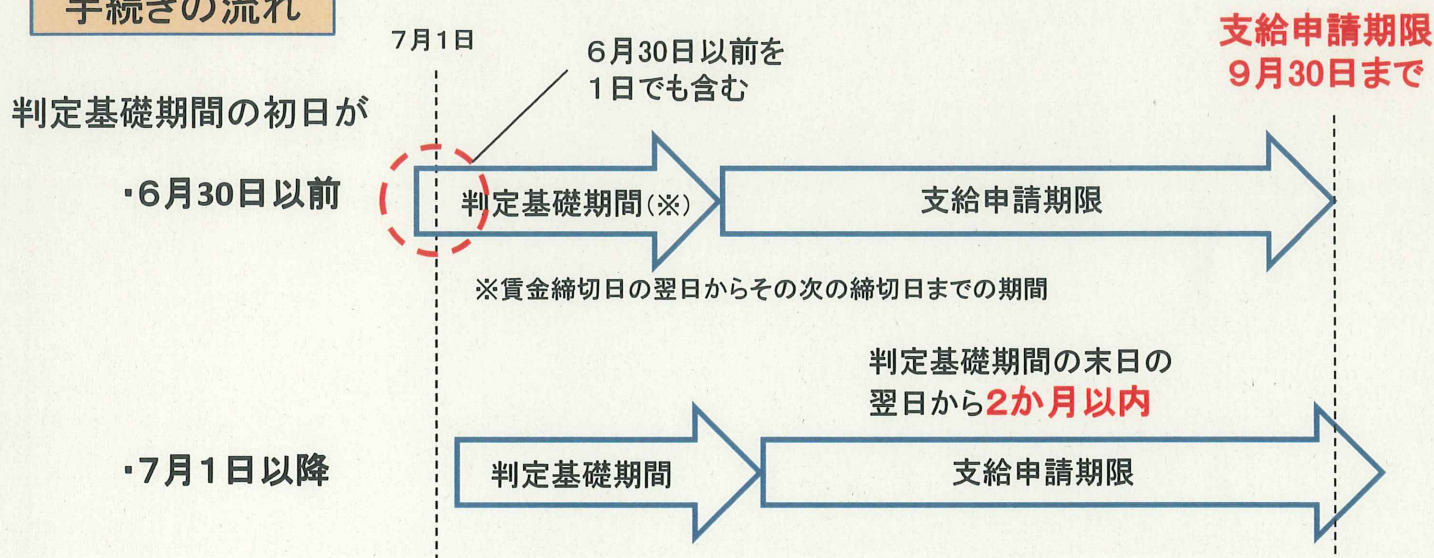 手続きの流れ
7月1日
6月30日以前を
1日でも含む
支給申請期限
9月30日まで
判定基礎期間の初日が
・6月30日以前
判定基礎期間(※)
支給申請期限
※賃金締切日の翌日からその次の締切日までの期間
判定基礎期間の末日の
翌日から2か月以内
・7月1日以降
判定基礎期間
支給申請期限